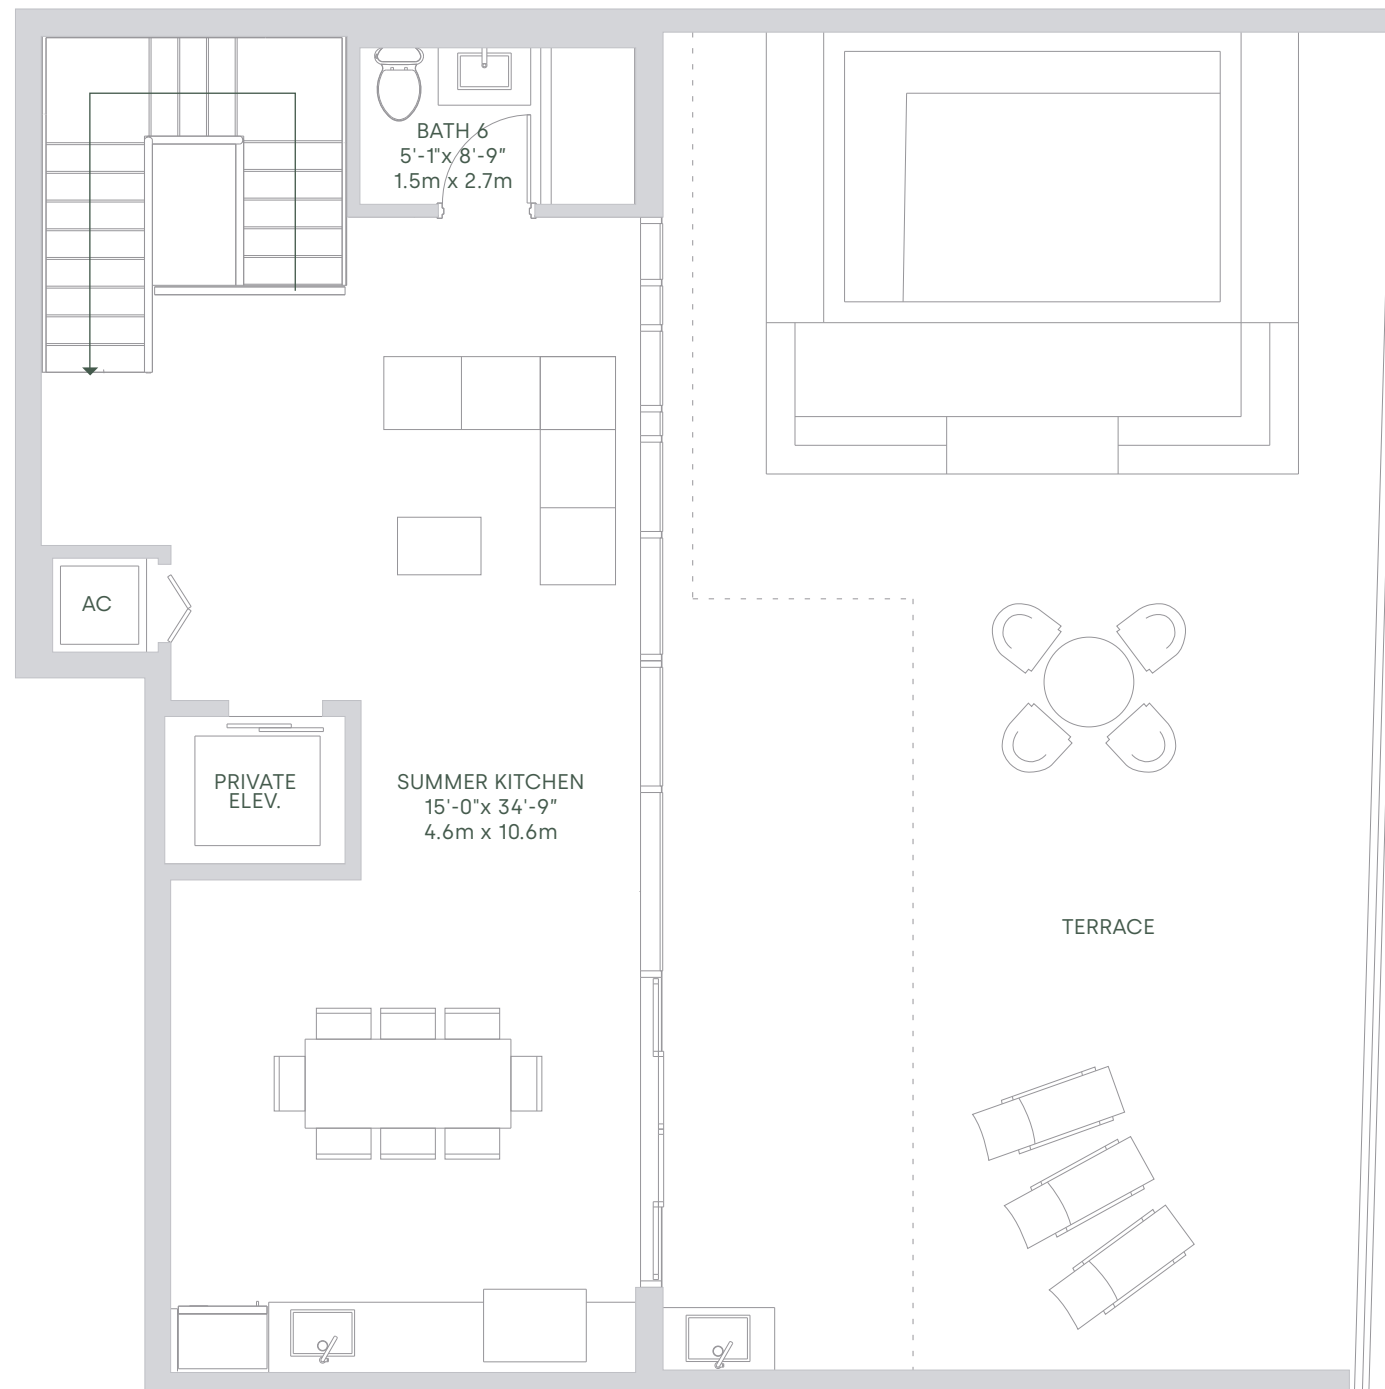 BATH 6
5'-1"x 8'-9"
1.5m x 2.7m
AC
PRIVATE
ELEV.
SUMMER KITCHEN
15'-0"x 34'-9"
4.6m x 10.6m
TERRACE